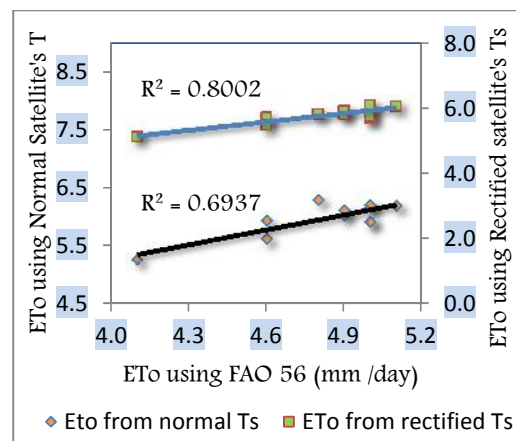 ETo using Normal Satellite's T
8.5
7.5
6.5
5.5
4.5
R² = 0.8002
R² = 0.6937
8.0
6.0
4.0
2.0
0.0
ETo using Rectified satellite's Ts
4.0 4.3 4.6 4.9 5.2
ETo using FAO 56 (mm /day)
Eto from normal Ts ETo from rectified Ts